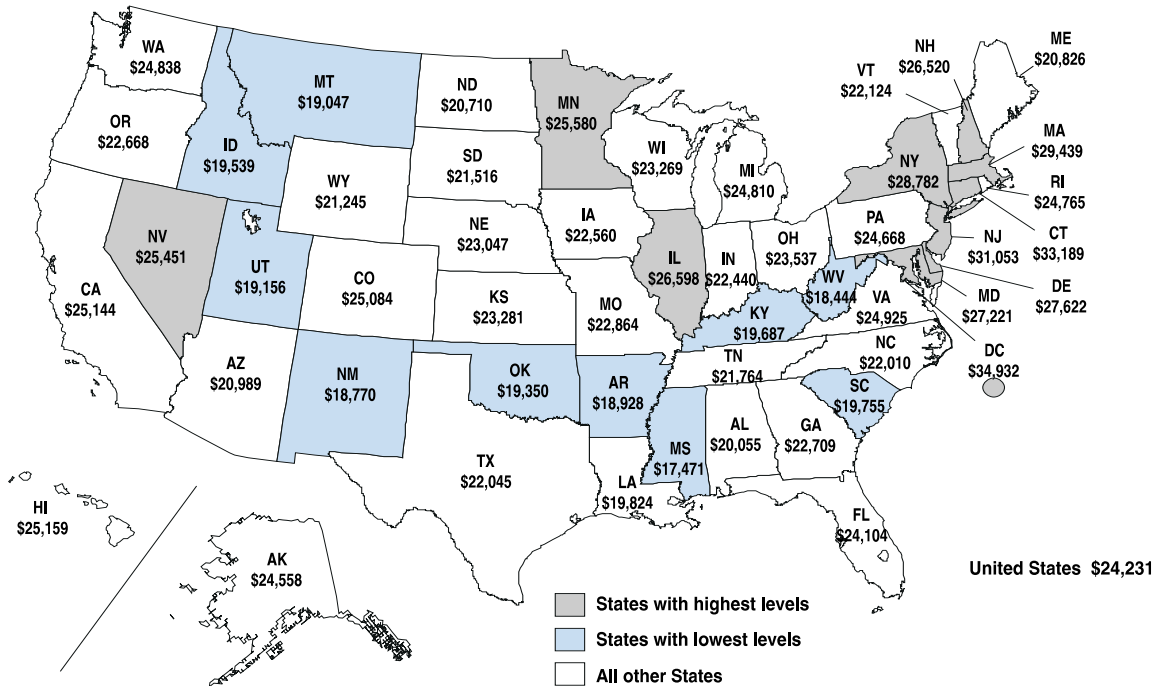 WA
$24,838
MT
$19,047
ND
$20,710
MN
$25,580
VT
$22,124
NH
$26,520
ME
$20,826
OR
$22,668
ID
$19,539
WY
$21,245
SD
$21,516
WI
$23,269
MI
$24,810
NY
$28,782
MA
$29,439
RI
$24,765
CT
$33,189
NJ
$31,053
DE
$27,622
MD
$27,221
DC
$34,932
NV
$25,451
UT
$19,156
CO
$25,084
NE
$23,047
IA
$22,560
IL
$26,598
IN
$22,440
OH
$23,537
PA
$24,668
WV
$18,444
VA
$24,925
CA
$25,144
KS
$23,281
MO
$22,864
KY
$19,687
NC
$22,010
TN
$21,764
SC
$19,755
AZ
$20,989
NM
$18,770
OK
$19,350
AR
$18,928
MS
$17,471
AL
$20,055
GA
$22,709
TX
$22,045
LA
$19,824
FL
$24,104
HI
$25,159
AK
$24,558
United States $24,231
States with highest levels
States with lowest levels
All other States